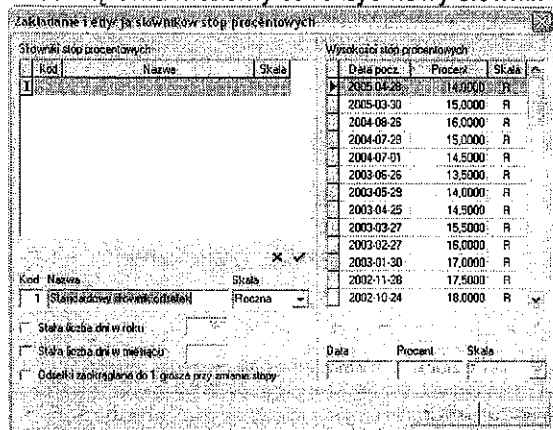 Zakładanie i edycja słowników stóp procentowych
Słowniki stóp procentowych
Kod Nazwa Skala
Kod Nazwa Skala
1 Standardowy słownik odsetek Roczna
Stała liczba dni w roku
Stała liczba dni w miesiącu
Odsetki zaokrąglane do 1 grosza przy zmianie stopy
Wysokości stóp procentowych
Data pocz. Procent Skala
2005-04-28 14,0000 R
2005-03-30 15,0000 R
2004-08-26 16,0000 R
2004-07-29 15,0000 R
2004-07-01 14,5000 R
2003-06-26 13,5000 R
2003-05-29 14,0000 R
2003-04-25 14,5000 R
2003-03-27 15,5000 R
2003-02-27 16,0000 R
2003-01-30 17,0000 R
2002-11-28 17,5000 R
2002-10-24 18,0000 R
Data Procent Skala